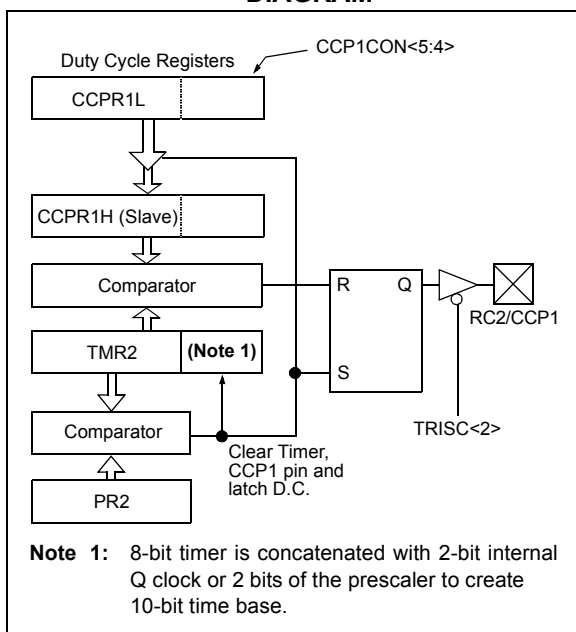 DIAGRAM
Duty Cycle Registers
CCP1CON<5:4>
CCPR1L
CCPR1H (Slave)
Comparator
R
Q
RC2/CCP1
TMR2
(Note 1)
S
Comparator
TRISC<2>
Clear Timer,
CCP1 pin and
latch D.C.
PR2
Note 1: 8-bit timer is concatenated with 2-bit internal
Q clock or 2 bits of the prescaler to create
10-bit time base.